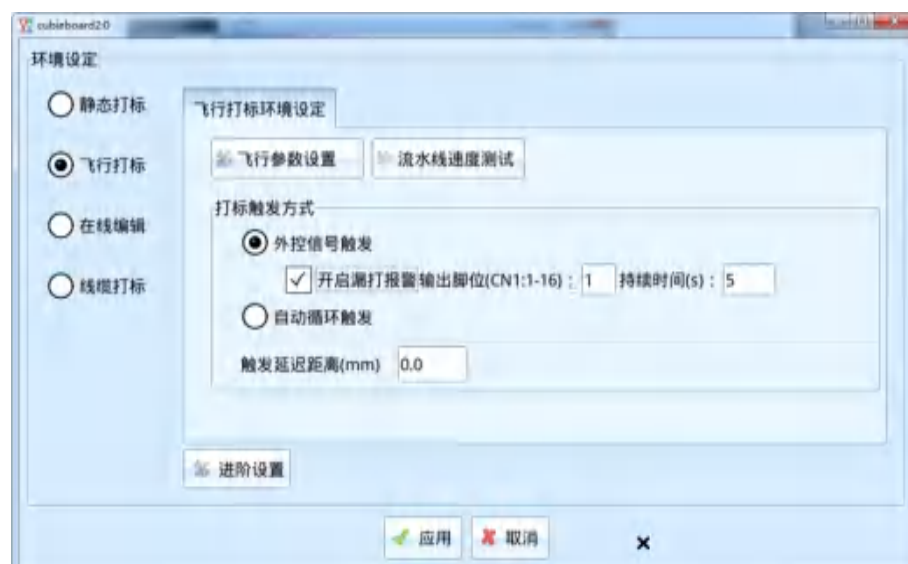 cubieboard2.0
环境设定
静态打标
飞行打标
在线编辑
线缆打标
飞行打标环境设定
飞行参数设置
流水线速度测试
打标触发方式
外控信号触发
开启漏打报警输出脚位(CN1:1-16)：1 持续时间(s)：5
自动循环触发
触发延迟距离(mm) 0.0
进阶设置
应用
取消